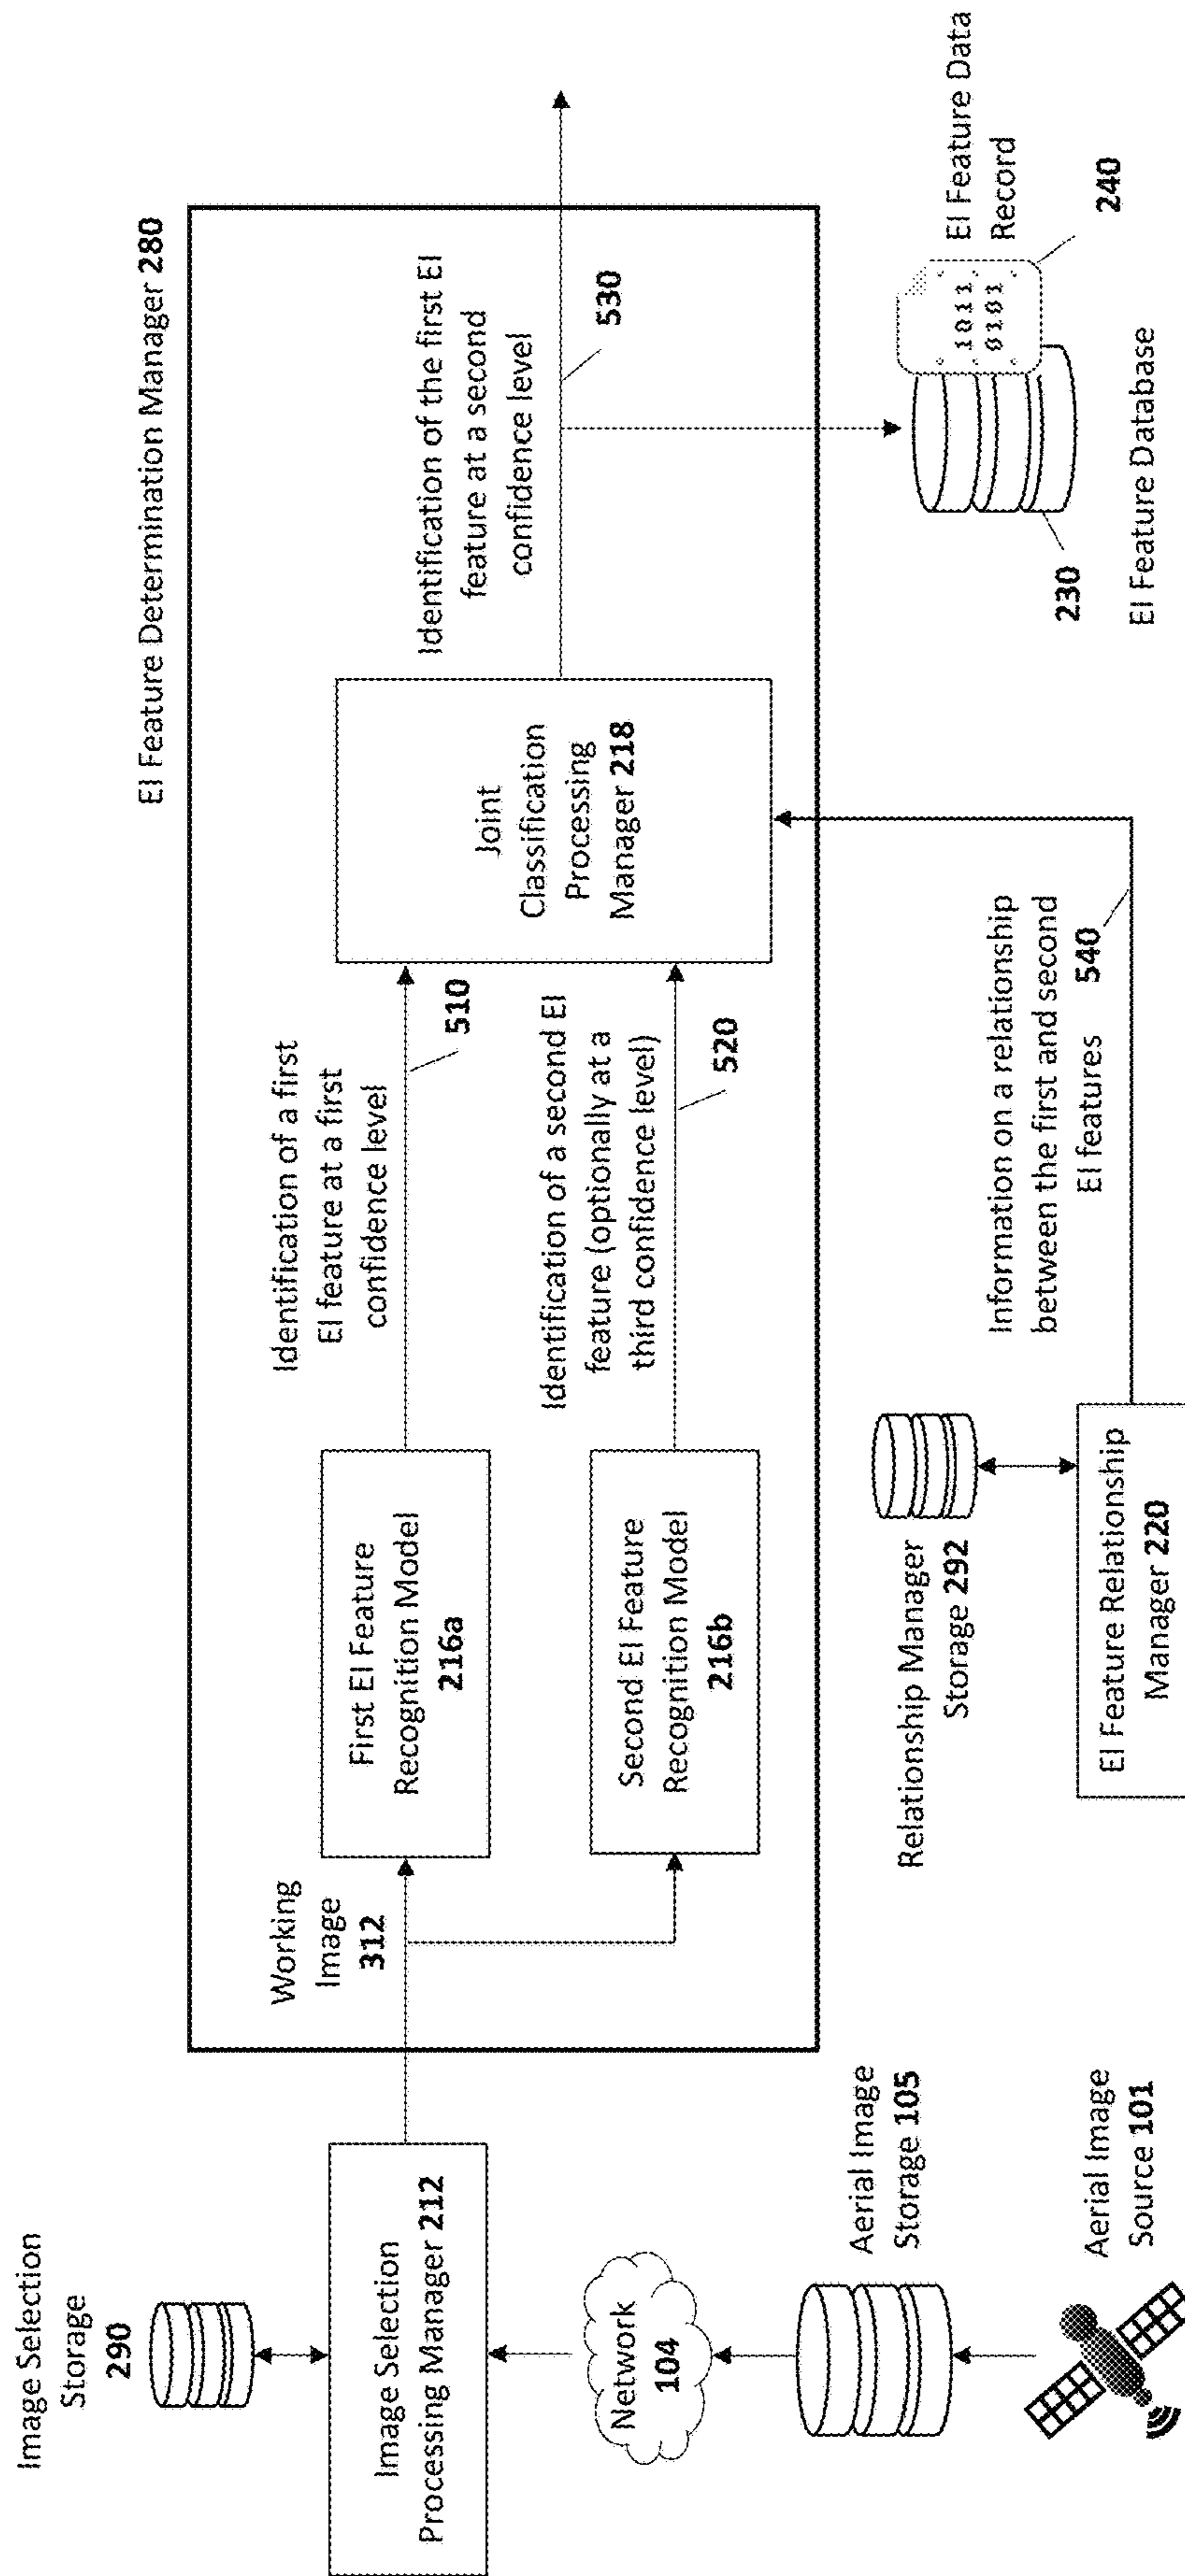 Image Selection
Storage
290
Image Selection
Processing Manager 212
Network
104
Aerial Image
Storage 105
Aerial Image
Source 101
EI Feature Determination Manager 280
Working
Image
312
First EI Feature
Recognition Model
216a
Second EI Feature
Recognition Model
216b
Identification of a first
EI feature at a first
confidence level
510
Identification of a second EI
feature (optionally at a
third confidence level)
520
Joint
Classification
Processing
Manager 218
Identification of the first EI
feature at a second
confidence level
530
Relationship Manager
Storage 292
EI Feature Relationship
Manager 220
Information on a relationship
between the first and second
EI features 540
EI Feature Data
Record
240
1011
0101
230
EI Feature Database